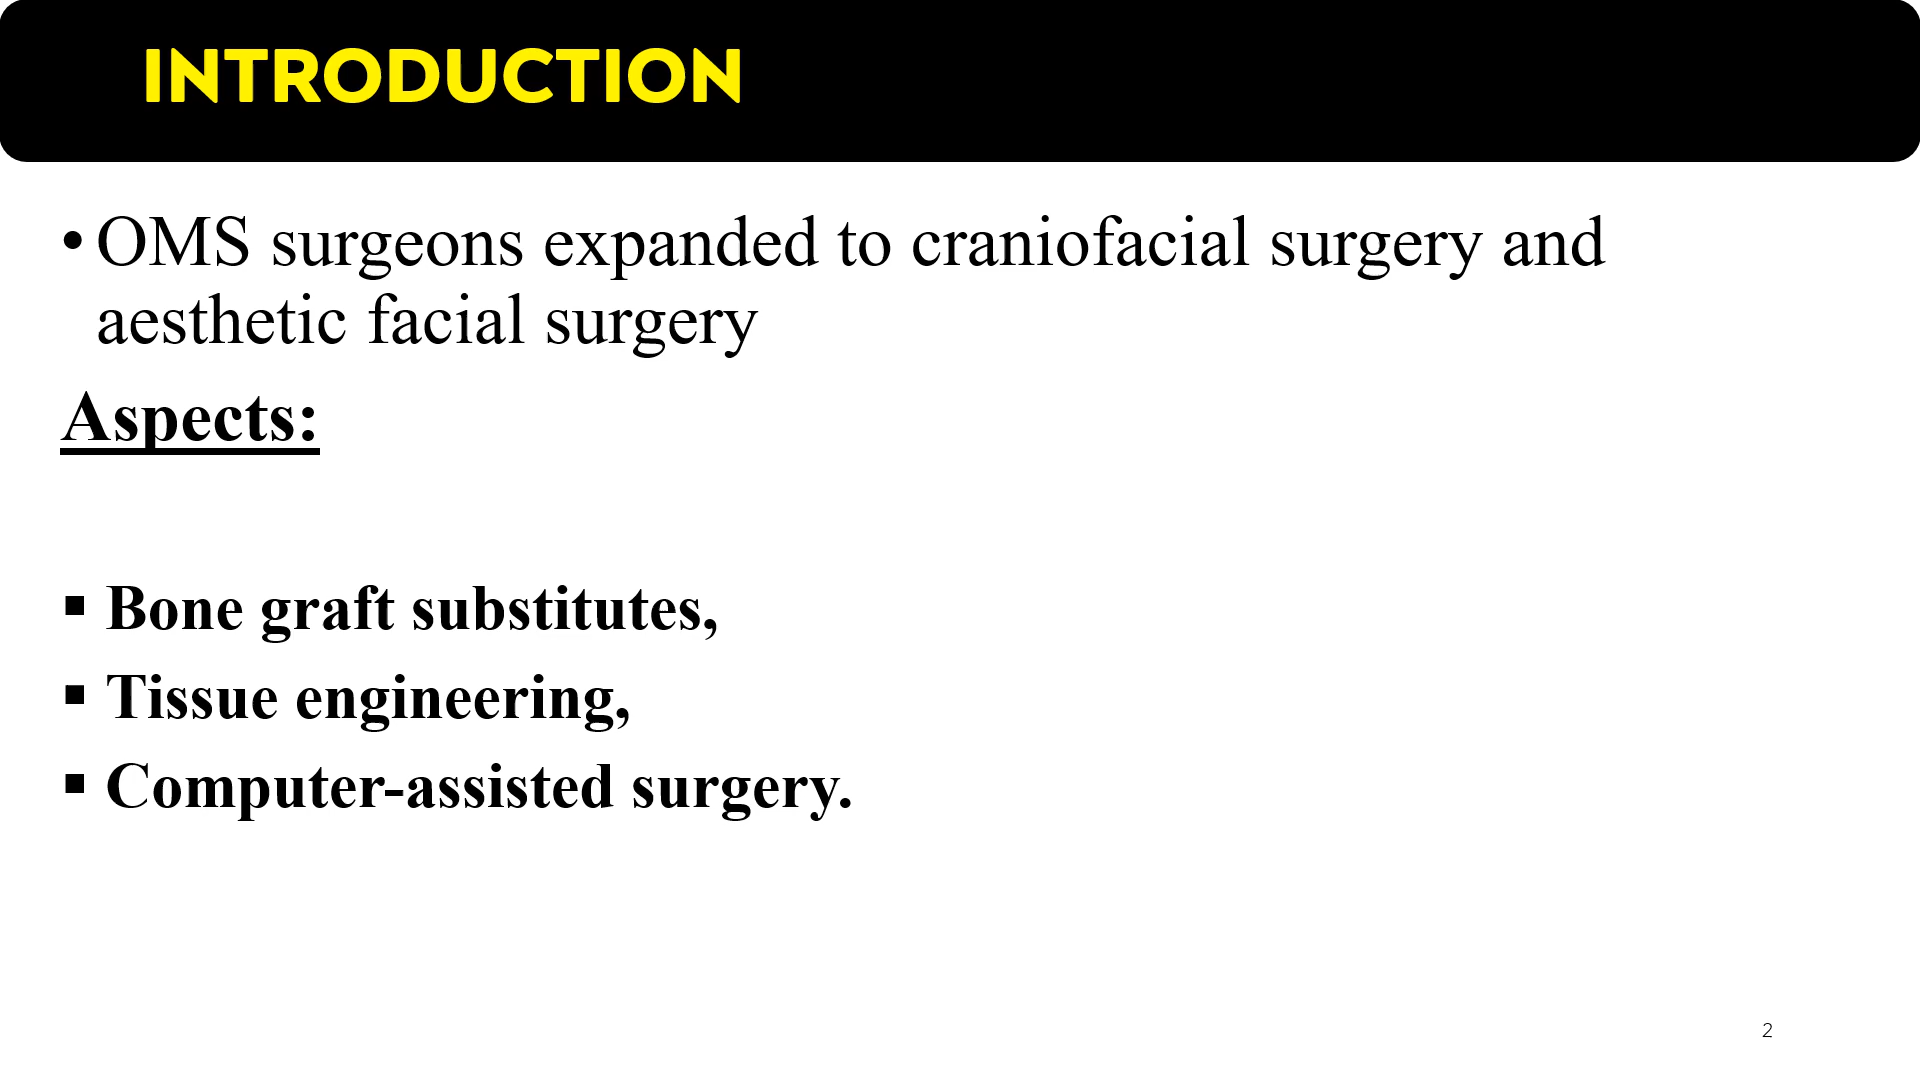 INTRODUCTION
• OMS surgeons expanded to craniofacial surgery and
aesthetic facial surgery
Aspects:
▪ Bone graft substitutes,
▪ Tissue engineering,
▪ Computer-assisted surgery.
2